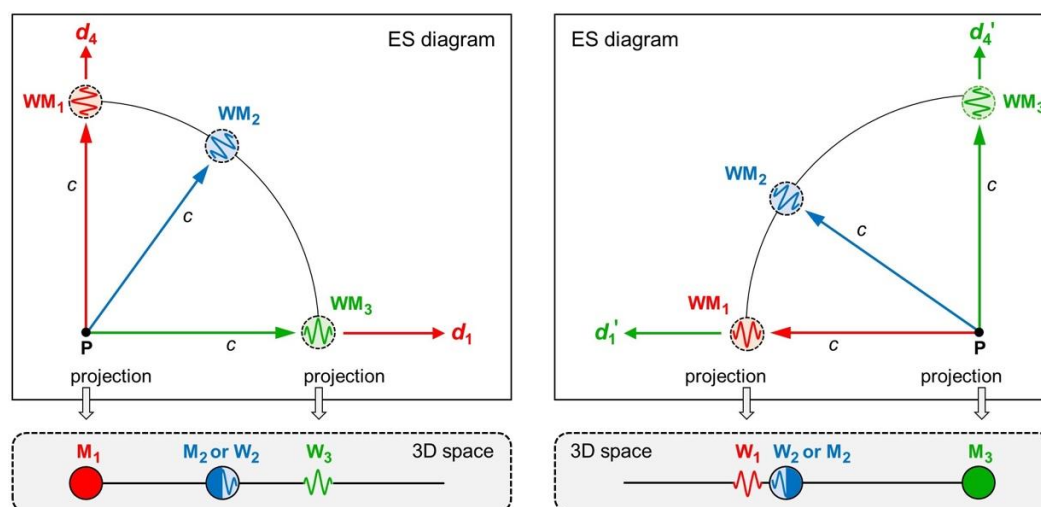 d₄
ES diagram
WM₁
WM₂
c
c
WM₃
c
P
d₁
projection
projection
M₁
M₂ or W₂
W₃
3D space
ES diagram
d₄'
WM₃
WM₂
c
c
WM₁
d₁'
c
P
projection
projection
3D space
W₁
W₂ or M₂
M₃